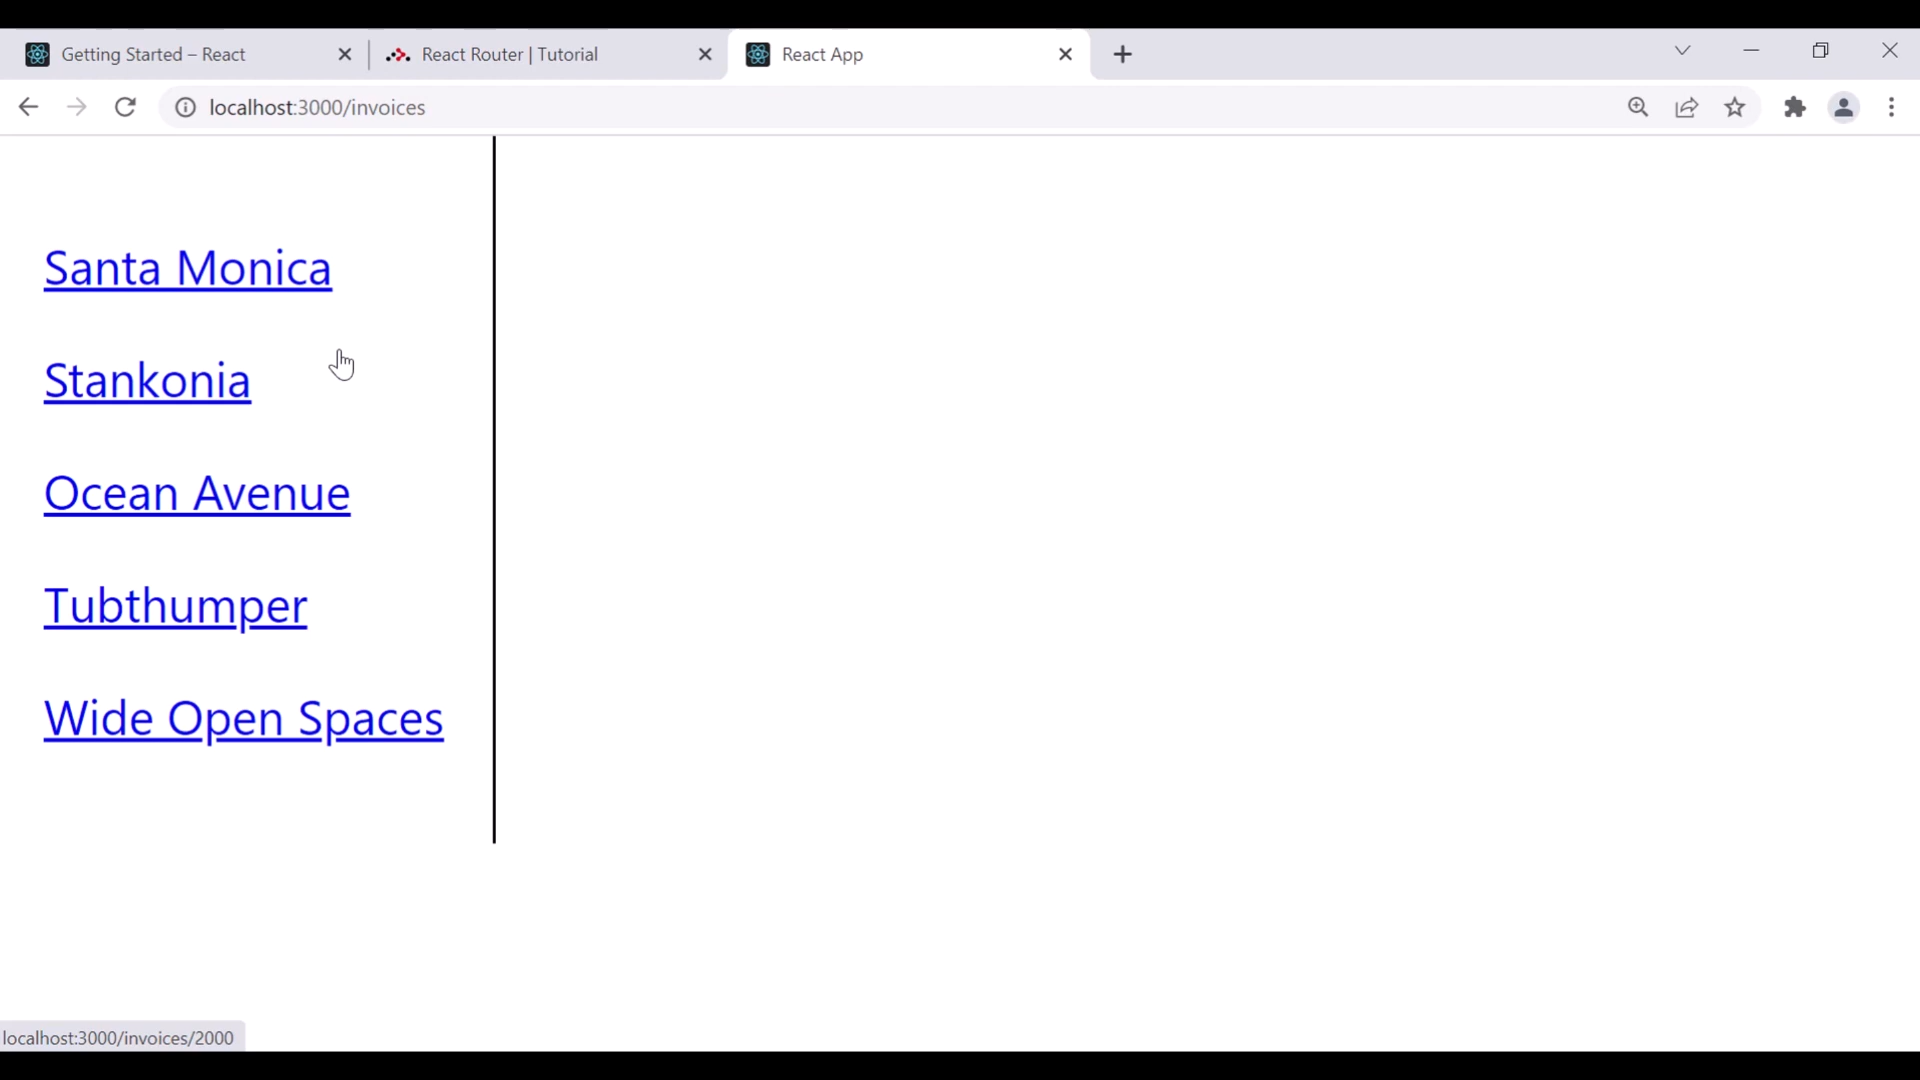 Getting Started – React
React Router | Tutorial
React App
localhost:3000/invoices
Santa Monica
Stankonia
Ocean Avenue
Tubthumper
Wide Open Spaces
localhost:3000/invoices/2000